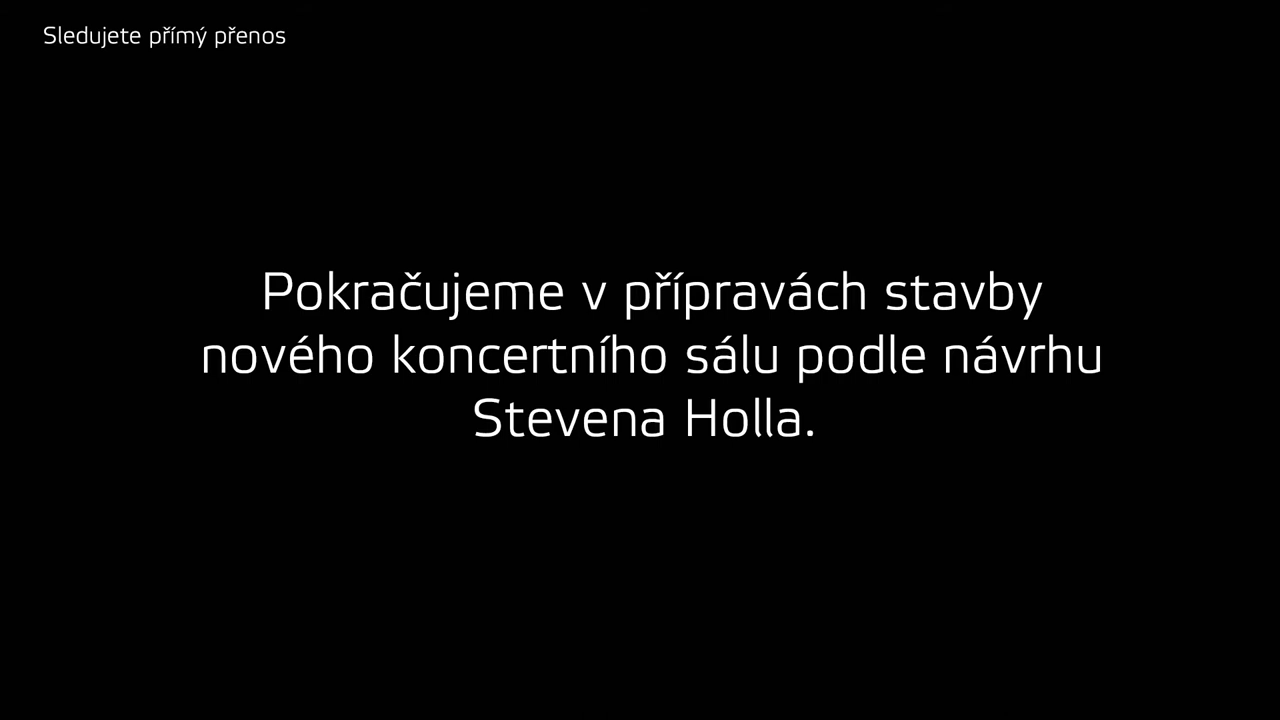 Sledujete přímý přenos
Pokračujeme v přípravách stavby
nového koncertního sálu podle návrhu
Stevena Holla.